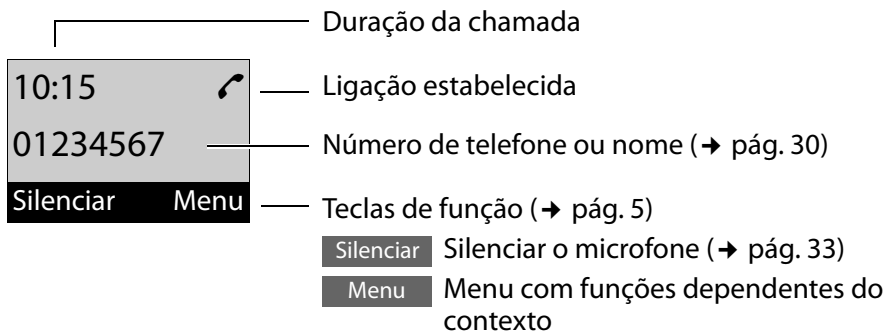 Duração da chamada
10:15
Ligação estabelecida
01234567
Número de telefone ou nome (➔ pág. 30)
Silenciar Menu
Teclas de função (➔ pág. 5)
Silenciar Silenciar o microfone (➔ pág. 33)
Menu Menu com funções dependentes do
contexto